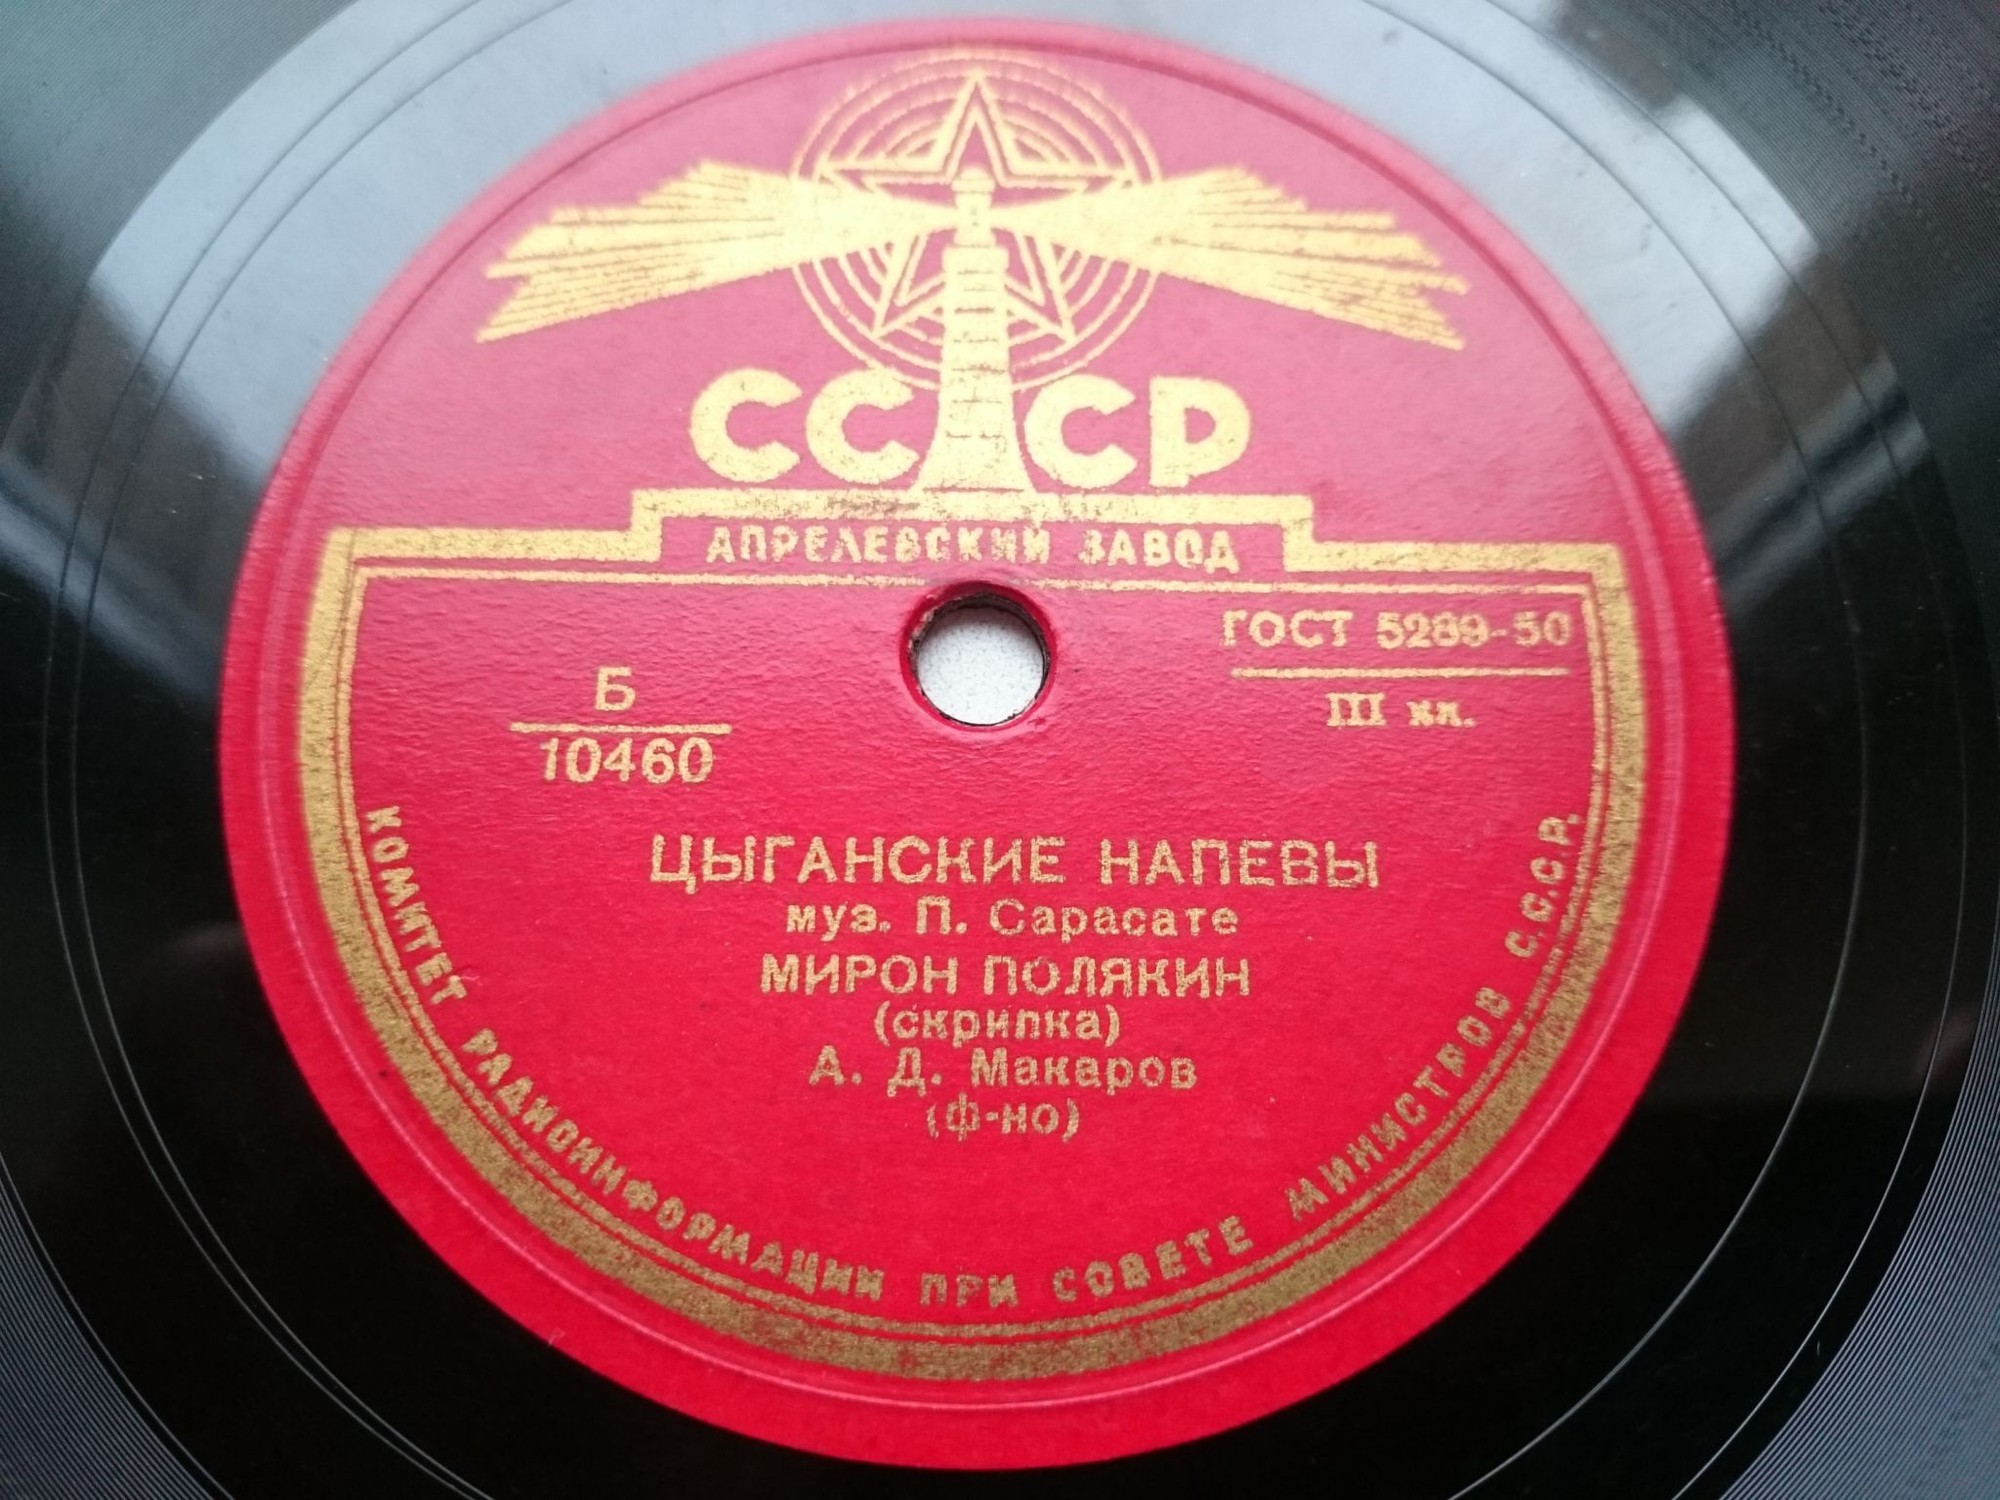 СССР
АПРЕЛЕВСКИЙ ЗАВОД
ГОСТ 5289-50
III кл.
Б
10460
ЦЫГАНСКИЕ НАПЕВЫ
муз. П. Сарасате
МИРОН ПОЛЯКИН
(скрипка)
А. Д. Макаров
(ф-но)
КОМИТЕТ РАДИОИНФОРМАЦИИ ПРИ СОВЕТЕ МИНИСТРОВ С.С.С.Р.